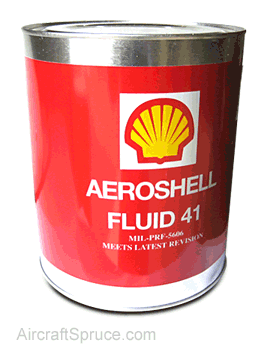 AEROSHELL
FLUID 41
MIL-PRF-5606
MEETS LATEST REVISION
AircraftSpruce.com